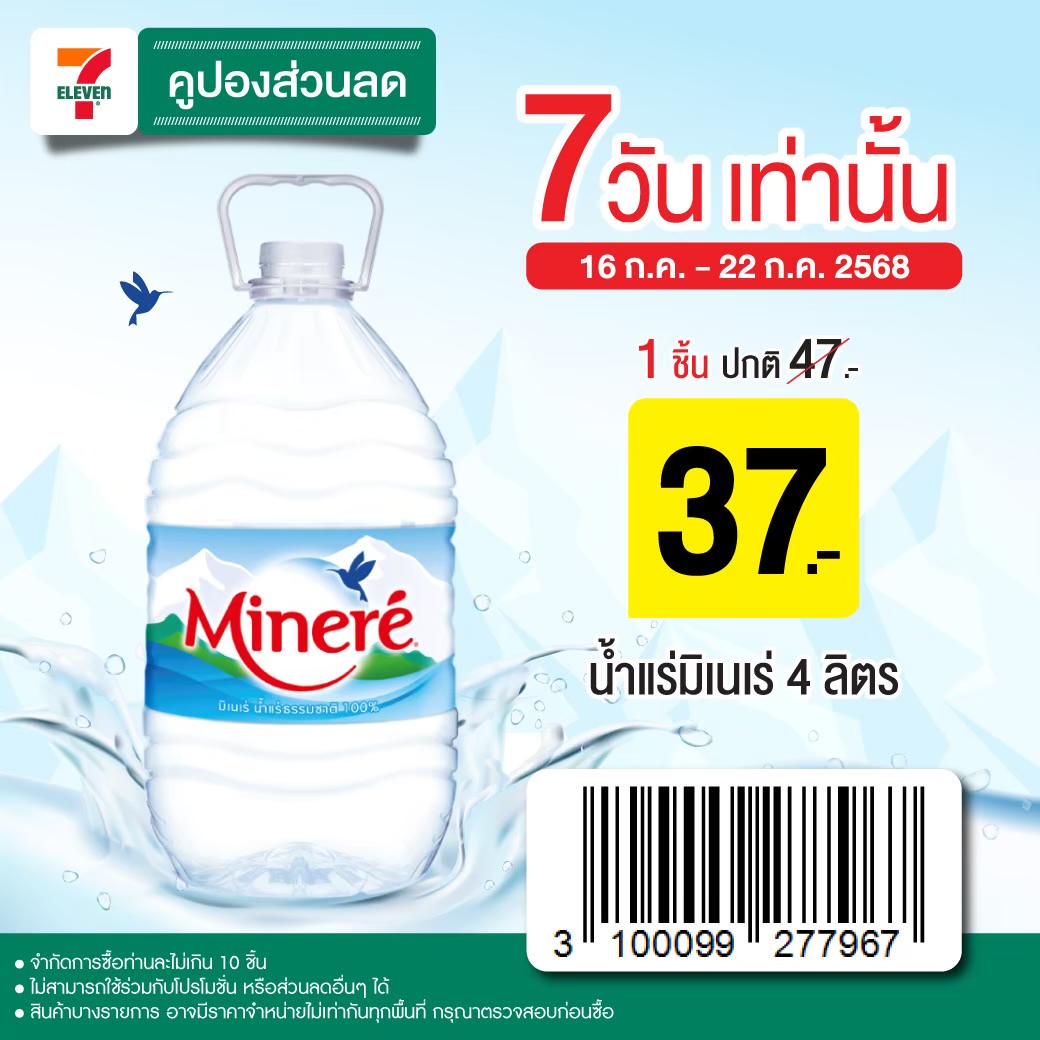 7
ELEVEN
คูปองส่วนลด
7 วัน เท่านั้น
16 ก.ค. - 22 ก.ค. 2568
1 ชิ้น ปกติ 47.-
37.-
Mineré
มิเนเร่ น้ำแร่ธรรมชาติ 100%
น้ำแร่มิเนเร่ 4 ลิตร
3 100099 277967
• จำกัดการซื้อท่านละไม่เกิน 10 ชิ้น
• ไม่สามารถใช้ร่วมกับโปรโมชั่น หรือส่วนลดอื่นๆ ได้
• สินค้าบางรายการ อาจมีราคาจำหน่ายไม่เท่ากันทุกพื้นที่ กรุณาตรวจสอบก่อนซื้อ